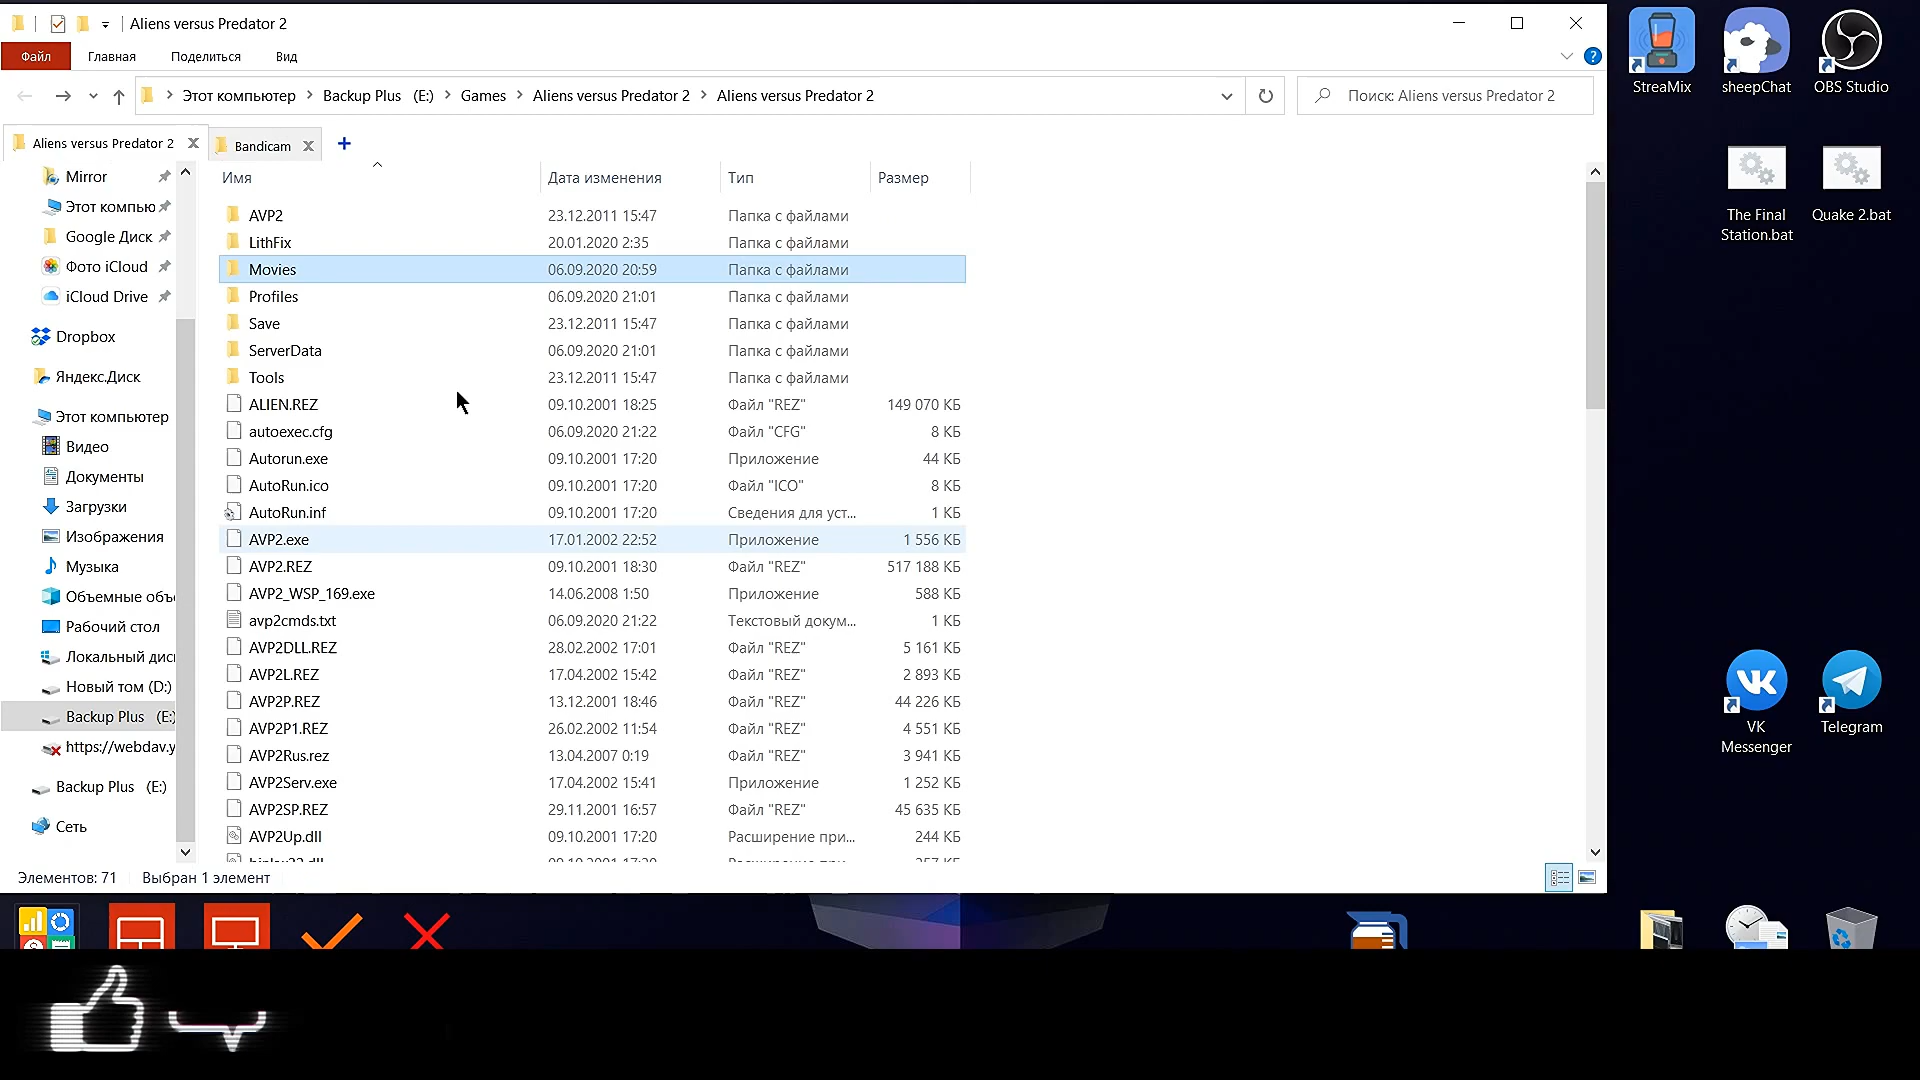 Aliens versus Predator 2
Файл Главная Поделиться Вид
Этот компьютер Backup Plus (E:) Games Aliens versus Predator 2 Aliens versus Predator 2 Поиск: Aliens versus Predator 2
Aliens versus Predator 2 Bandicam
Имя Дата изменения Тип Размер
AVP2 23.12.2011 15:47 Папка с файлами
LithFix 20.01.2020 2:35 Папка с файлами
Movies 06.09.2020 20:59 Папка с файлами
Profiles 06.09.2020 21:01 Папка с файлами
Save 23.12.2011 15:47 Папка с файлами
ServerData 06.09.2020 21:01 Папка с файлами
Tools 23.12.2011 15:47 Папка с файлами
ALIEN.REZ 09.10.2001 18:25 Файл "REZ" 149 070 КБ
autoexec.cfg 06.09.2020 21:22 Файл "CFG" 8 КБ
Autorun.exe 09.10.2001 17:20 Приложение 44 КБ
AutoRun.ico 09.10.2001 17:20 Файл "ICO" 8 КБ
AutoRun.inf 09.10.2001 17:20 Сведения для уст... 1 КБ
AVP2.exe 17.01.2002 22:52 Приложение 1 556 КБ
AVP2.REZ 09.10.2001 18:30 Файл "REZ" 517 188 КБ
AVP2_WSP_169.exe 14.06.2008 1:50 Приложение 588 КБ
avp2cmds.txt 06.09.2020 21:22 Текстовый докум... 1 КБ
AVP2DLL.REZ 28.02.2002 17:01 Файл "REZ" 5 161 КБ
AVP2L.REZ 17.04.2002 15:42 Файл "REZ" 2 893 КБ
AVP2P.REZ 13.12.2001 18:46 Файл "REZ" 44 226 КБ
AVP2P1.REZ 26.02.2002 11:54 Файл "REZ" 4 551 КБ
AVP2Rus.rez 13.04.2007 0:19 Файл "REZ" 3 941 КБ
AVP2Serv.exe 17.04.2002 15:41 Приложение 1 252 КБ
AVP2SP.REZ 29.11.2001 16:57 Файл "REZ" 45 635 КБ
AVP2Up.dll 09.10.2001 17:20 Расширение при... 244 КБ
Mirror
Этот компью
Google Диск
Фото iCloud
iCloud Drive
Dropbox
Яндекс.Диск
Этот компьютер
Видео
Документы
Загрузки
Изображения
Музыка
Объемные объ
Рабочий стол
Локальный дис
Новый том (D:)
Backup Plus (E:)
https://webdav.y
Backup Plus (E:)
Сеть
Элементов: 71 Выбран 1 элемент
StreaMix
sheepChat
OBS Studio
The Final
Station.bat
Quake 2.bat
VK
Messenger
Telegram